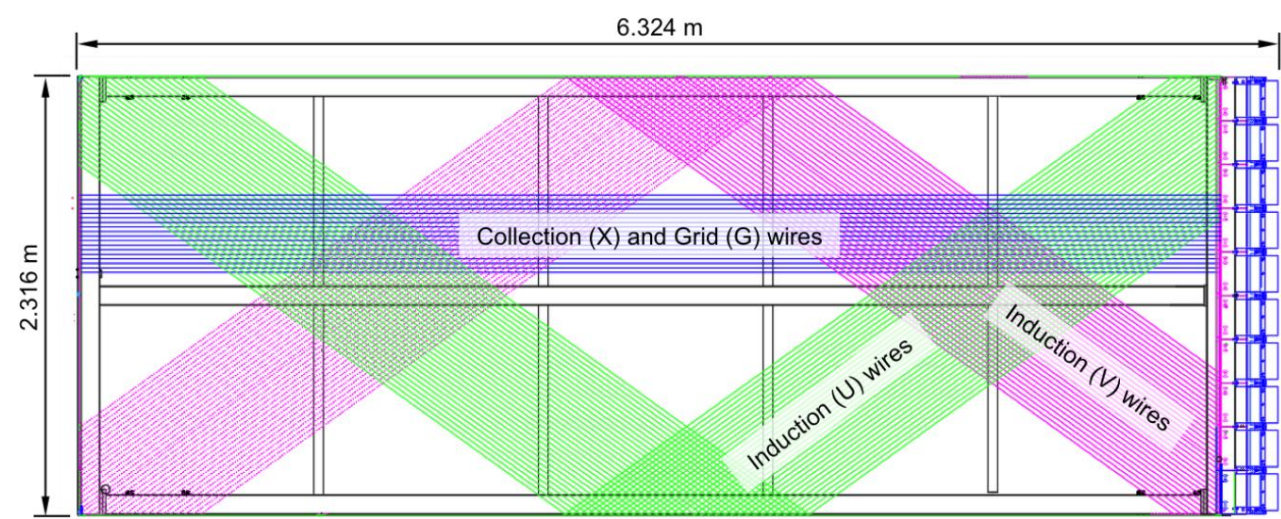 6.324 m
2.316 m
Collection (X) and Grid (G) wires
Induction (U) wires
Induction (V) wires